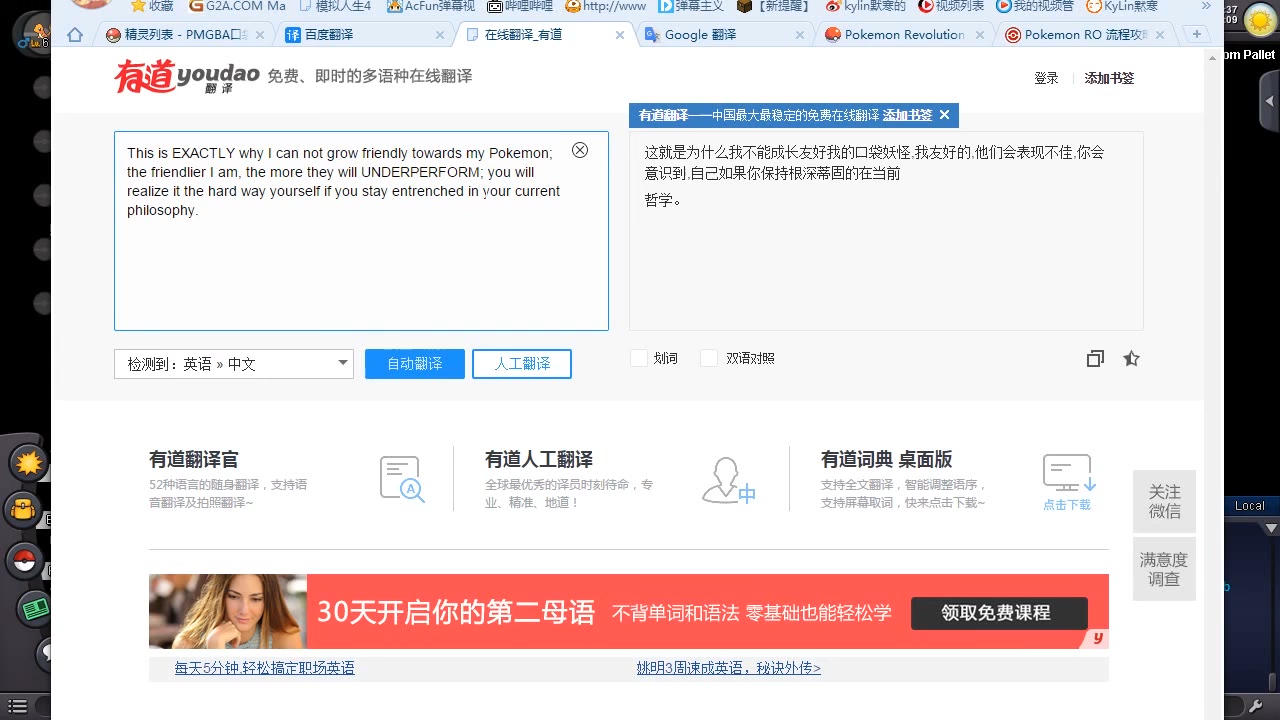 收藏 G2A.COM Ma 模拟人生4 AcFun弹幕视 哔哩哔哩 http://www 弹幕主义 【新提醒】 kylin默寒的 视频列表 我的视频管 KyLin默寒 »
精灵列表 - PMGBA口袋 百度翻译 在线翻译_有道 Google 翻译 Pokemon Revolution Pokemon RO 流程攻略
om Pallet
有道 youdao 翻译 免费、即时的多语种在线翻译
登录 添加书签
有道翻译——中国最大最稳定的免费在线翻译 添加书签
This is EXACTLY why I can not grow friendly towards my Pokemon;
the friendlier I am, the more they will UNDERPERFORM; you will
realize it the hard way yourself if you stay entrenched in your current
philosophy.
这就是为什么我不能成长友好我的口袋妖怪,我友好的,他们会表现不佳,你会
意识到,自己如果你保持根深蒂固的在当前
哲学。
检测到：英语 » 中文 自动翻译 人工翻译
划词 双语对照
有道翻译官
52种语言的随身翻译，支持语
音翻译及拍照翻译~
有道人工翻译
全球最优秀的译员时刻待命，专
业、精准、地道！
中
有道词典 桌面版
支持全文翻译，智能调整语序，
支持屏幕取词，快来点击下载~
点击下载
关注
微信
满意度
调查
Local
30天开启你的第二母语 不背单词和语法 零基础也能轻松学 领取免费课程
y
每天5分钟,轻松搞定职场英语
姚明3周速成英语，秘诀外传>